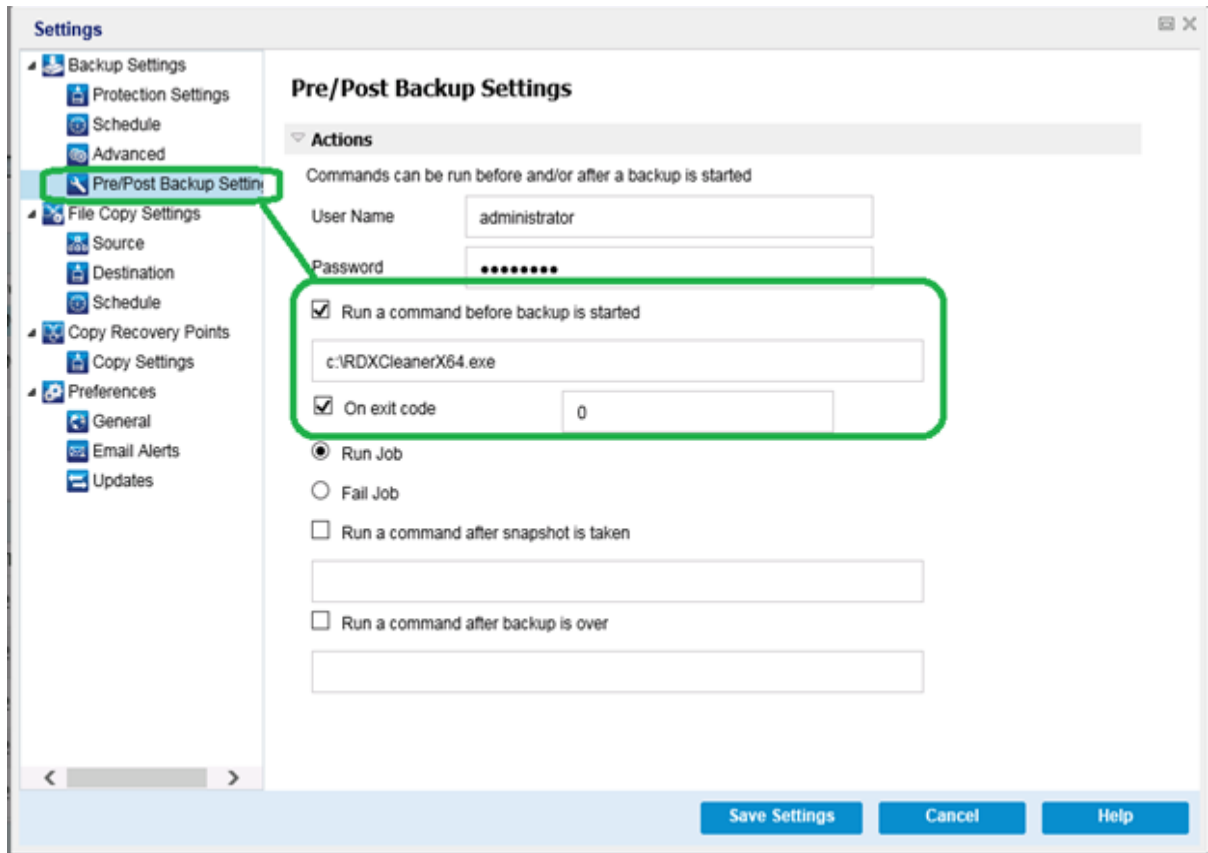 Settings
Backup Settings
Protection Settings
Schedule
Advanced
Pre/Post Backup Settin
File Copy Settings
Source
Destination
Schedule
Copy Recovery Points
Copy Settings
Preferences
General
Email Alerts
Updates
Pre/Post Backup Settings
Actions
Commands can be run before and/or after a backup is started
User Name administrator
Password ••••••••
Run a command before backup is started
c:\RDXCleanerX64.exe
On exit code 0
Run Job
Fail Job
Run a command after snapshot is taken
Run a command after backup is over
Save Settings Cancel Help